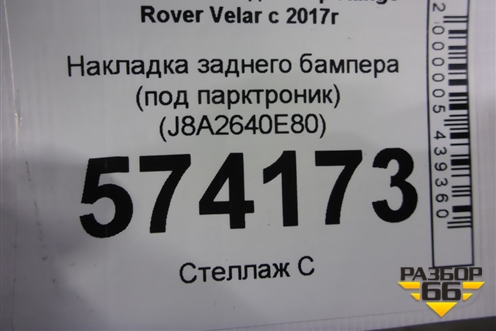 Rover Velar с 2017г
Накладка заднего бампера
(под парктроник)
(J8A2640E80)
574173
Стеллаж С
2000005439360
РАЗБОР
66